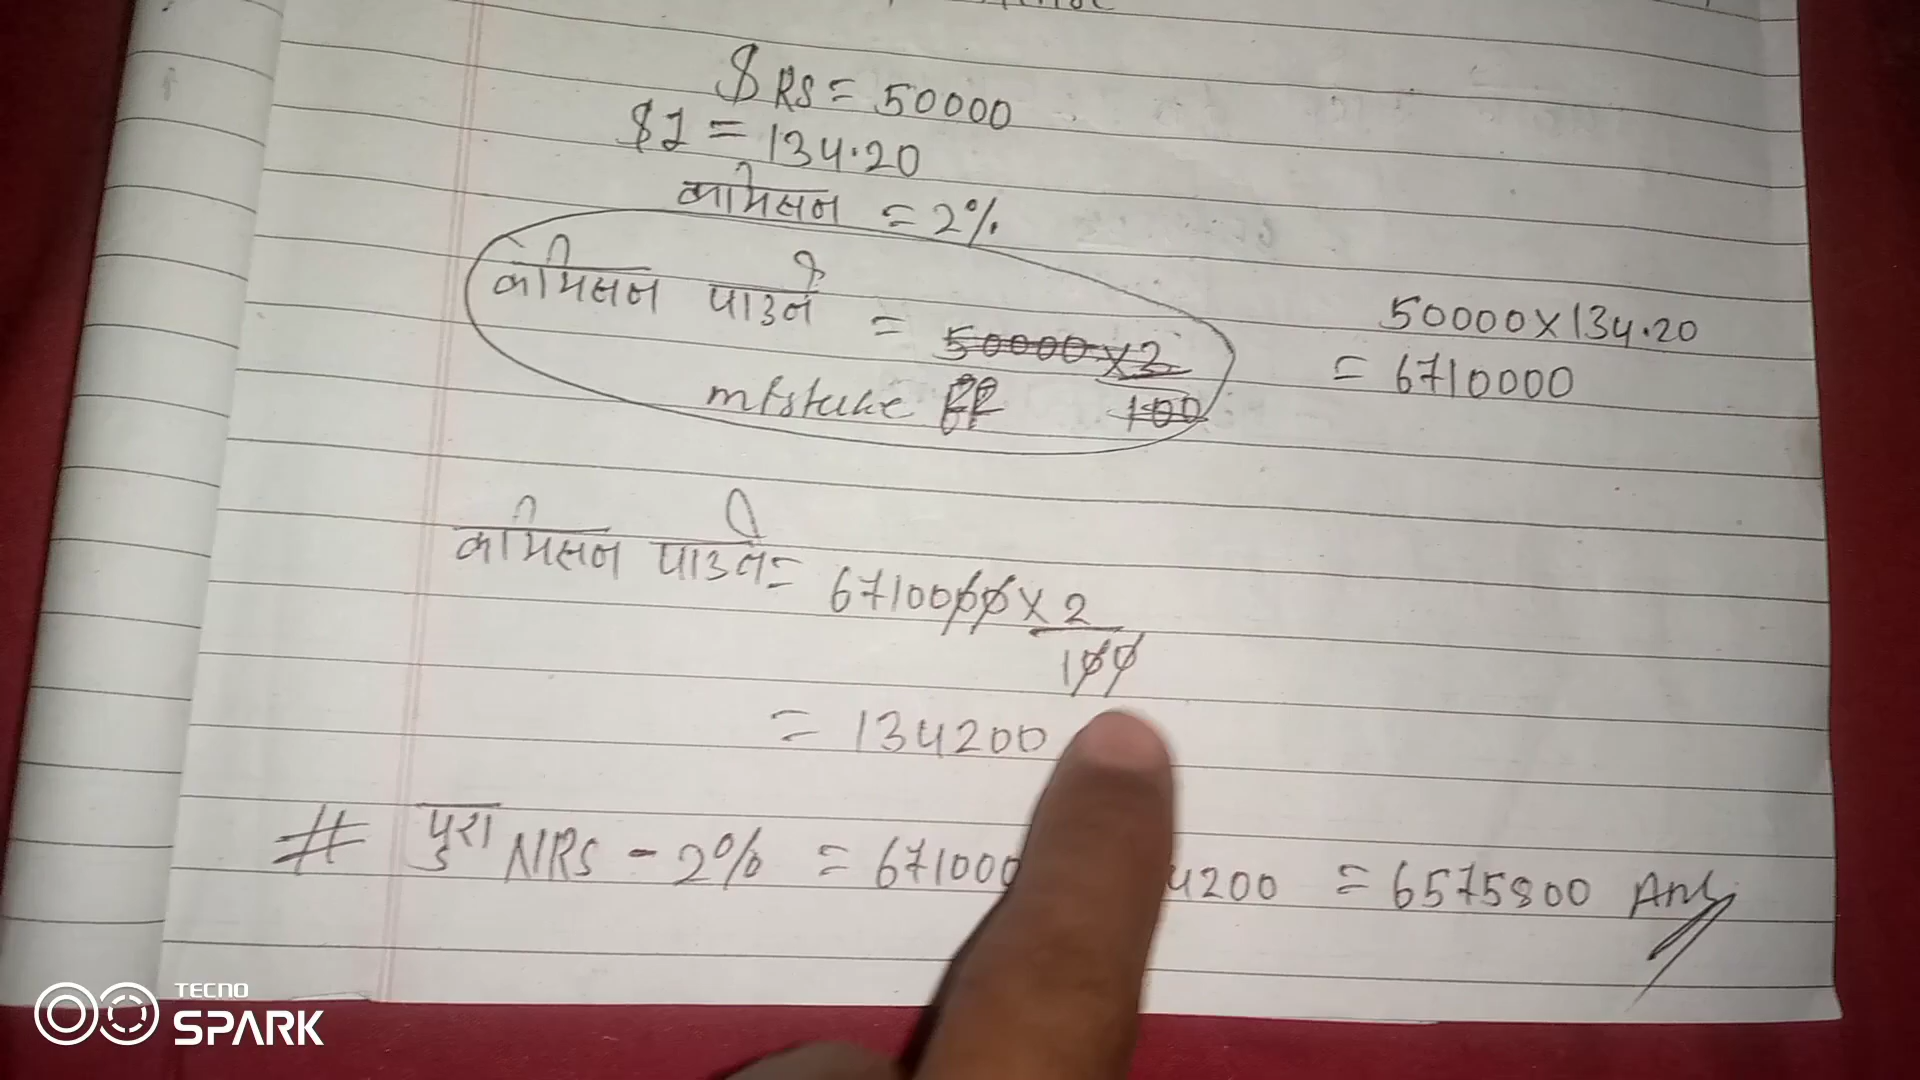 $ RS = 50000
$1 = 134.20
कमिसन = 2%
कमिसन पाउने = 50000 × 2
100
50000 × 134.20
= 6710000
कमिसन पाउने = 6710000 × 2
100
= 134200
# पुरा NRS - 2% = 671000 4200 = 6575800 Ans
TECNO
SPARK